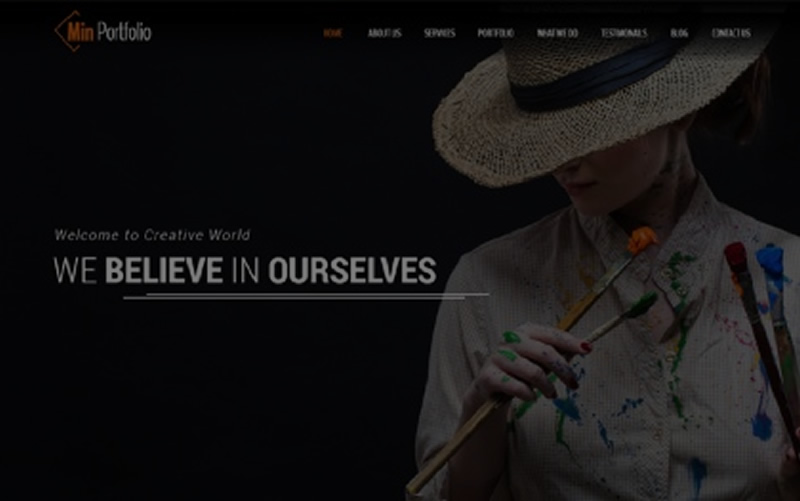 Min Portfolio
HOME ABOUT US SERVICES PORTFOLIO WHAT WE DO TESTIMONIALS BLOG CONTACT US
Welcome to Creative World
WE BELIEVE IN OURSELVES